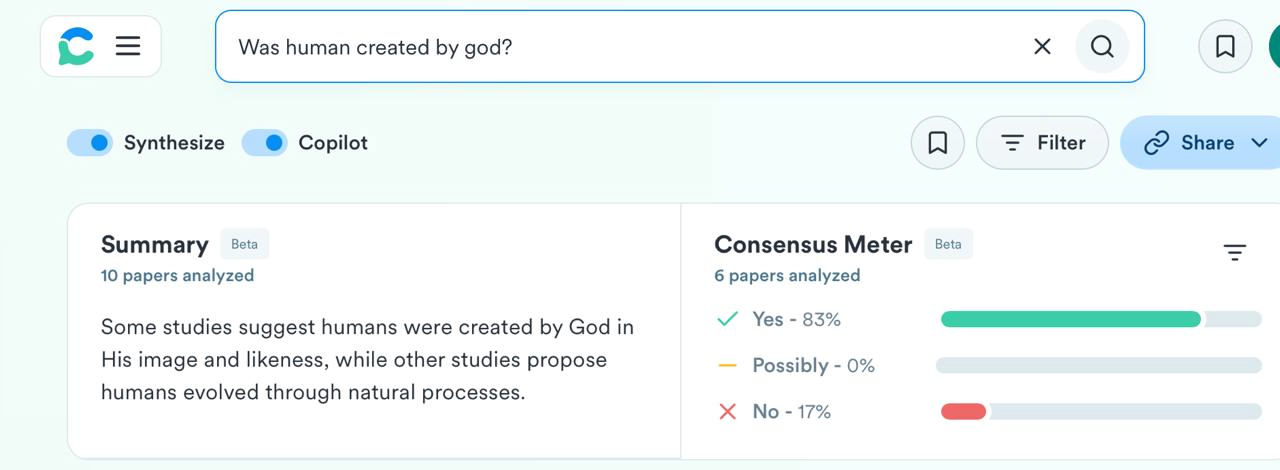 Was human created by god?
Synthesize
Copilot
Filter
Share
Summary Beta
10 papers analyzed
Some studies suggest humans were created by God in
His image and likeness, while other studies propose
humans evolved through natural processes.
Consensus Meter Beta
6 papers analyzed
Yes - 83%
Possibly - 0%
No - 17%